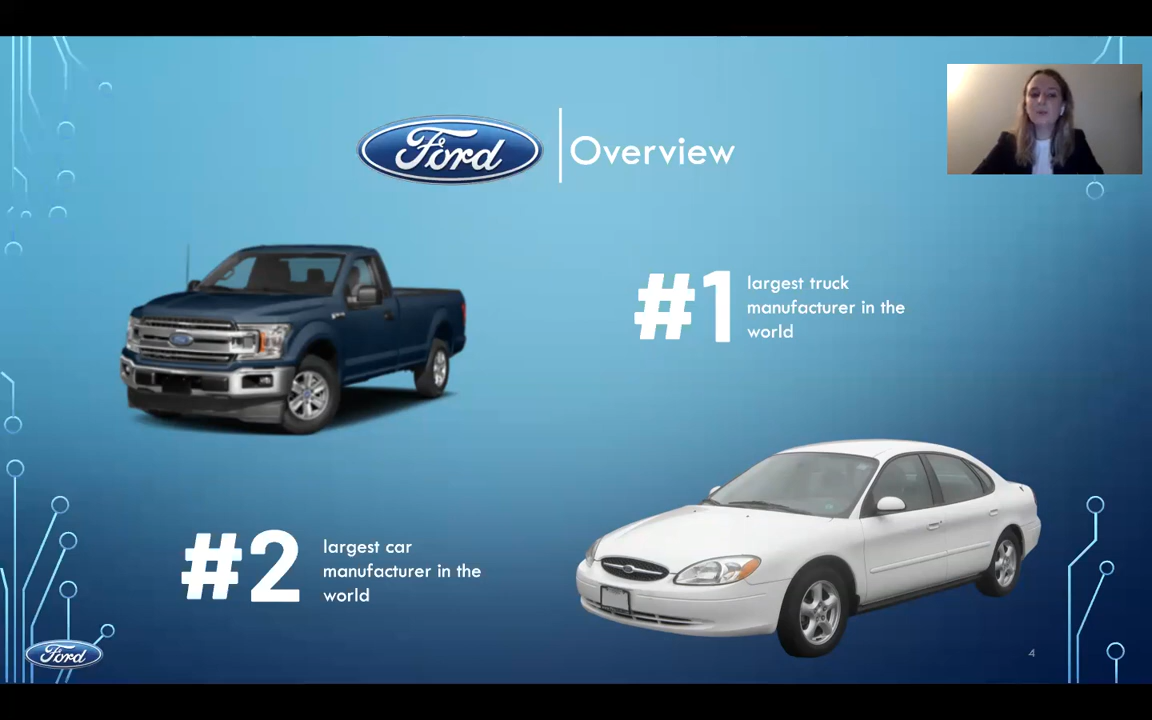 Ford
Overview
#1
largest truck
manufacturer in the
world
#2
largest car
manufacturer in the
world
Ford
4